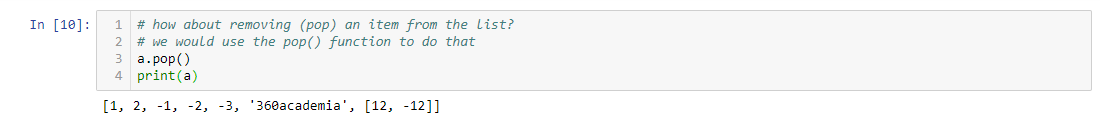 In [10]:
1 # how about removing (pop) an item from the list?
2 # we would use the pop() function to do that
3 a.pop()
4 print(a)
[1, 2, -1, -2, -3, '360academia', [12, -12]]